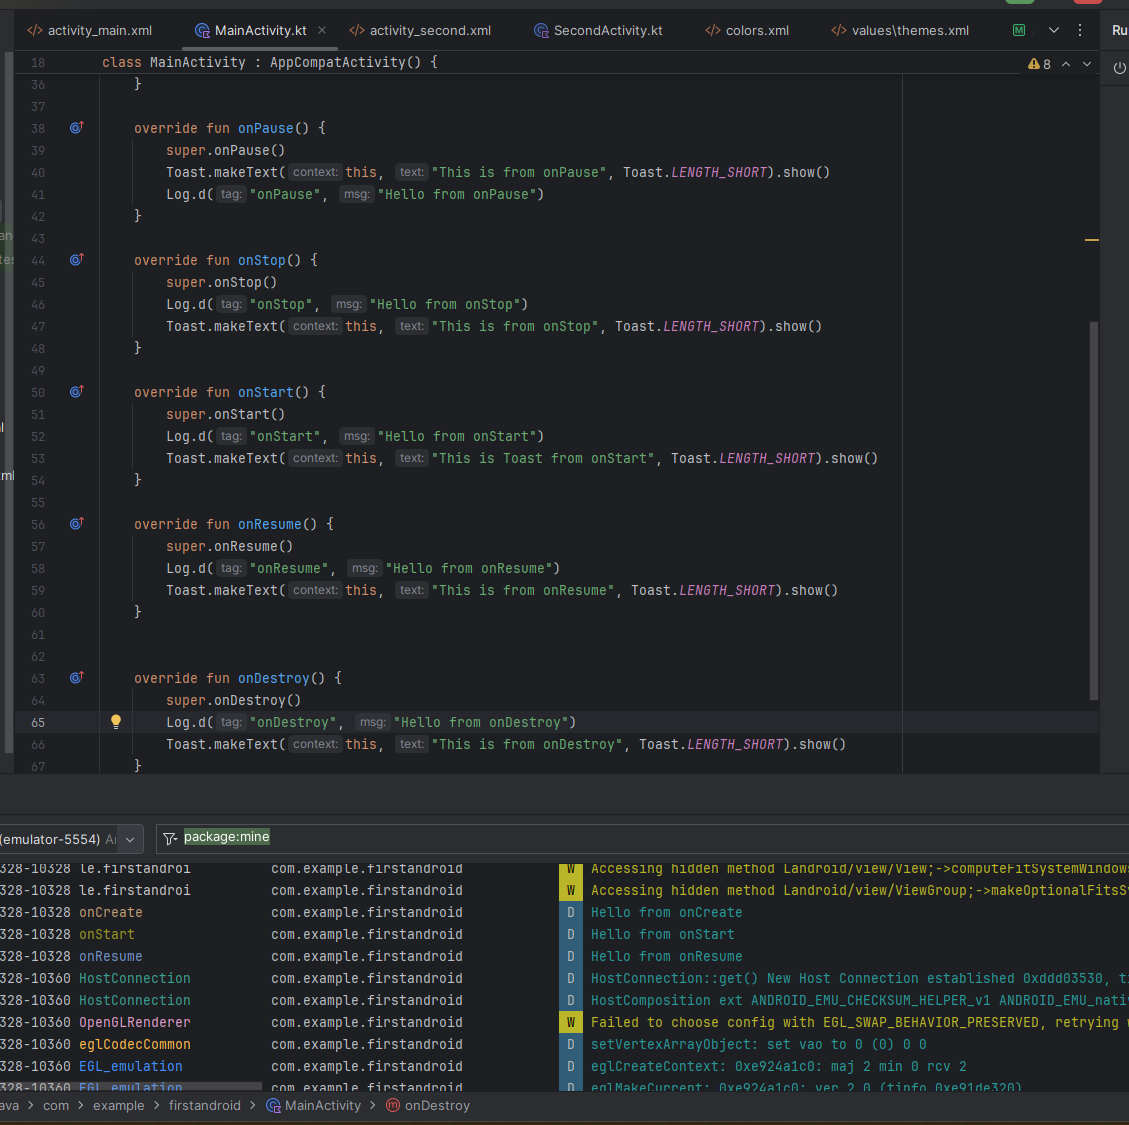 activity_main.xml MainActivity.kt activity_second.xml SecondActivity.kt colors.xml values\themes.xml M Ru
18 class MainActivity : AppCompatActivity() { 8
36 }
37
38 override fun onPause() {
39 super.onPause()
40 Toast.makeText( context: this, text: "This is from onPause", Toast.LENGTH_SHORT).show()
41 Log.d( tag: "onPause", msg: "Hello from onPause")
42 }
43
44 override fun onStop() {
45 super.onStop()
46 Log.d( tag: "onStop", msg: "Hello from onStop")
47 Toast.makeText( context: this, text: "This is from onStop", Toast.LENGTH_SHORT).show()
48 }
49
50 override fun onStart() {
51 super.onStart()
52 Log.d( tag: "onStart", msg: "Hello from onStart")
53 Toast.makeText( context: this, text: "This is Toast from onStart", Toast.LENGTH_SHORT).show()
54 }
55
56 override fun onResume() {
57 super.onResume()
58 Log.d( tag: "onResume", msg: "Hello from onResume")
59 Toast.makeText( context: this, text: "This is from onResume", Toast.LENGTH_SHORT).show()
60 }
61
62
63 override fun onDestroy() {
64 super.onDestroy()
65 Log.d( tag: "onDestroy", msg: "Hello from onDestroy")
66 Toast.makeText( context: this, text: "This is from onDestroy", Toast.LENGTH_SHORT).show()
67 }
(emulator-5554) package:mine
328-10328 le.firstandroi com.example.firstandroid W Accessing hidden method Landroid/view/View;->computeFitSystemWindows
328-10328 le.firstandroi com.example.firstandroid W Accessing hidden method Landroid/view/ViewGroup;->makeOptionalFitsS
328-10328 onCreate com.example.firstandroid D Hello from onCreate
328-10328 onStart com.example.firstandroid D Hello from onStart
328-10328 onResume com.example.firstandroid D Hello from onResume
328-10360 HostConnection com.example.firstandroid D HostConnection::get() New Host Connection established 0xddd03530, t
328-10360 HostConnection com.example.firstandroid D HostComposition ext ANDROID_EMU_CHECKSUM_HELPER_v1 ANDROID_EMU_nati
328-10360 OpenGLRenderer com.example.firstandroid W Failed to choose config with EGL_SWAP_BEHAVIOR_PRESERVED, retrying
328-10360 eglCodecCommon com.example.firstandroid D setVertexArrayObject: set vao to 0 (0) 0 0
328-10360 EGL_emulation com.example.firstandroid D eglCreateContext: 0xe924a1c0: maj 2 min 0 rcv 2
328-10360 EGL_emulation com.example.firstandroid D eglMakeCurrent: 0xe924a1c0: ver 2 0 (tinfo 0xe91de320)
ava > com > example > firstandroid > MainActivity > onDestroy